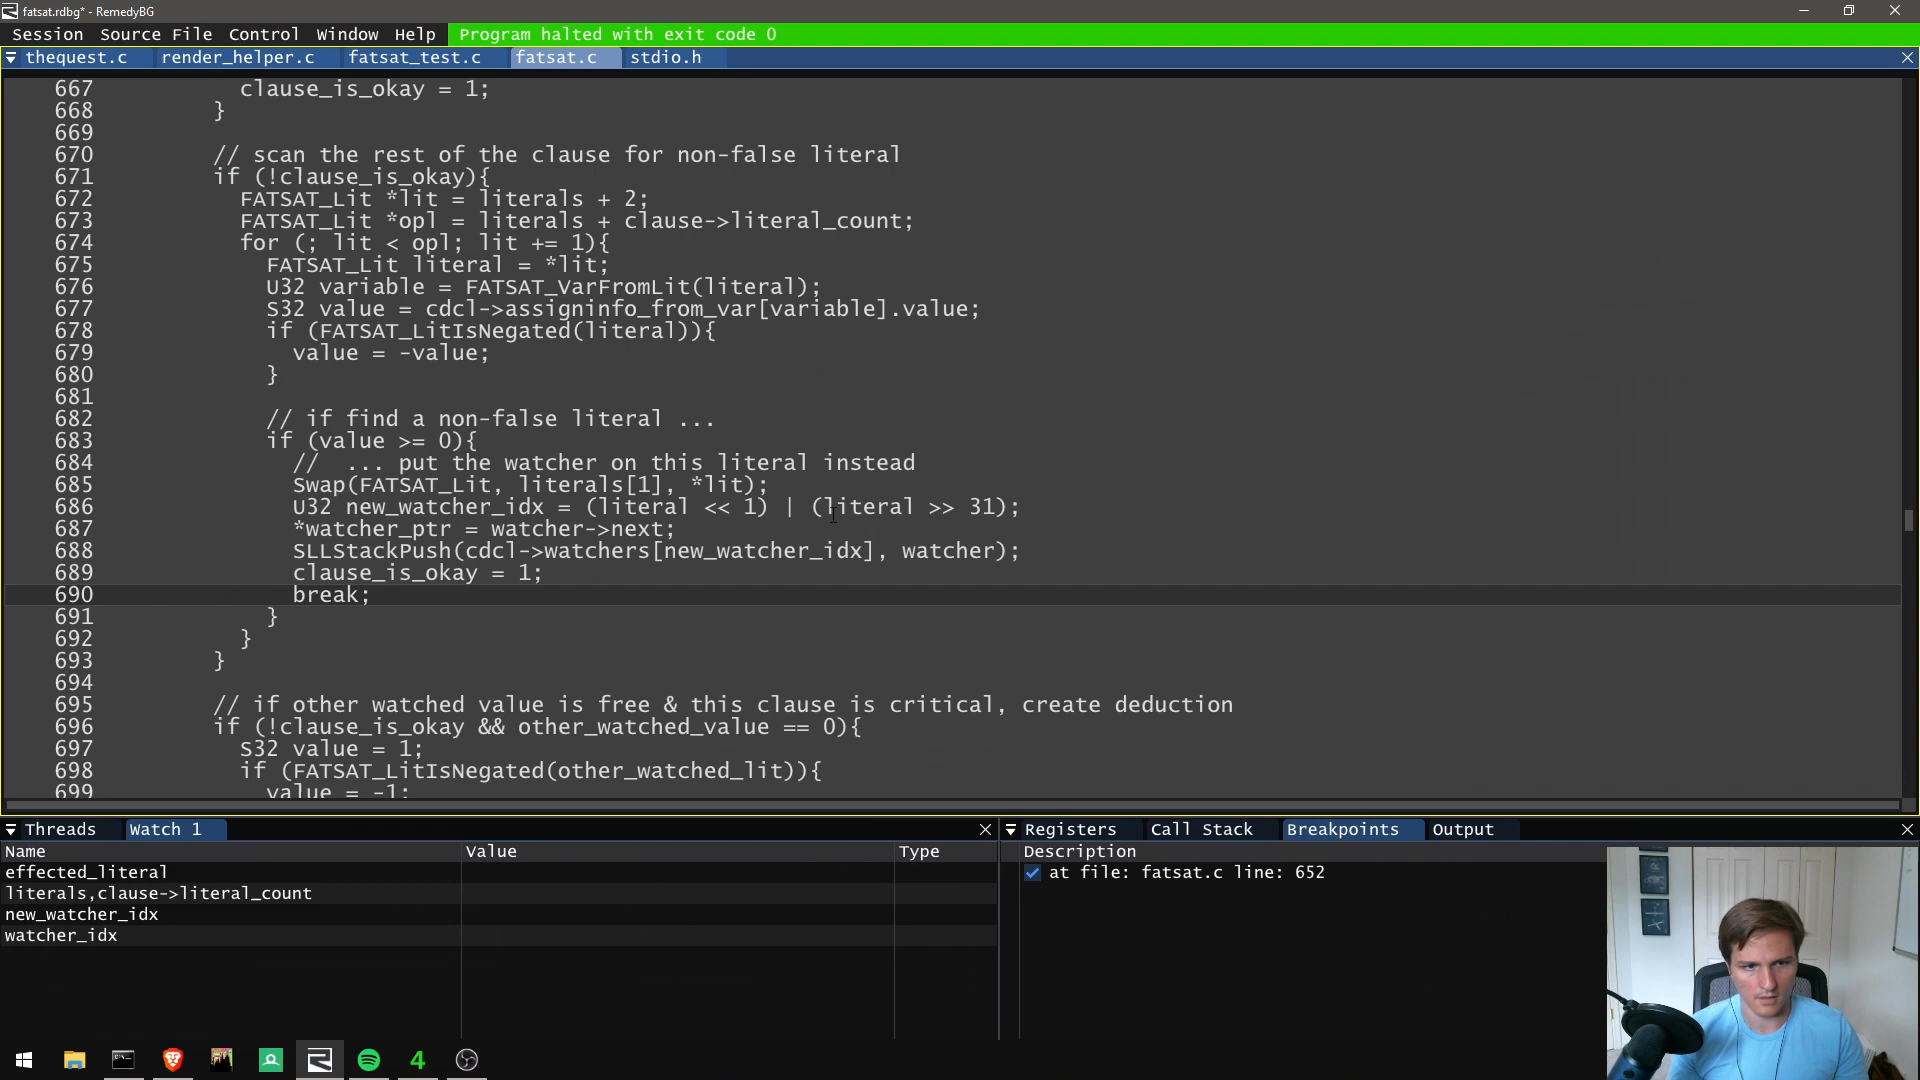 fatsat.rdbg* - RemedyBG
Session Source File Control Window Help Program halted with exit code 0
thequest.c render_helper.c fatsat_test.c fatsat.c stdio.h
667 clause_is_okay = 1;
668 }
669
670 // scan the rest of the clause for non-false literal
671 if (!clause_is_okay){
672 FATSAT_Lit *lit = literals + 2;
673 FATSAT_Lit *opl = literals + clause->literal_count;
674 for (; lit < opl; lit += 1){
675 FATSAT_Lit literal = *lit;
676 U32 variable = FATSAT_VarFromLit(literal);
677 S32 value = cdcl->assigninfo_from_var[variable].value;
678 if (FATSAT_LitIsNegated(literal)){
679 value = -value;
680 }
681
682 // if find a non-false literal ...
683 if (value >= 0){
684 // ... put the watcher on this literal instead
685 Swap(FATSAT_Lit, literals[1], *lit);
686 U32 new_watcher_idx = (literal << 1) | (literal >> 31);
687 *watcher_ptr = watcher->next;
688 SLLStackPush(cdcl->watchers[new_watcher_idx], watcher);
689 clause_is_okay = 1;
690 break;
691 }
692 }
693 }
694
695 // if other watched value is free & this clause is critical, create deduction
696 if (!clause_is_okay && other_watched_value == 0){
697 S32 value = 1;
698 if (FATSAT_LitIsNegated(other_watched_lit)){
699 value = -1;
Threads Watch 1
Name Value Type
effected_literal
literals,clause->literal_count
new_watcher_idx
watcher_idx
Registers Call Stack Breakpoints Output
Description
at file: fatsat.c line: 652
4